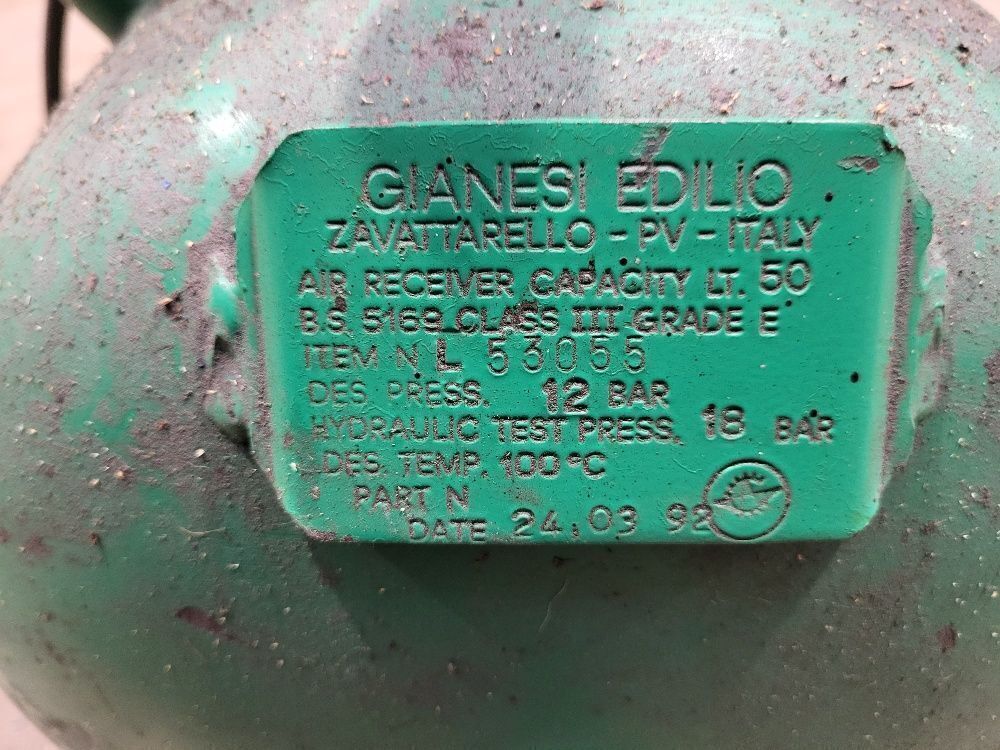 GIANESI EDILIO
ZAVATTARELLO - PV - ITALY
AIR RECEIVER CAPACITY LT. 50
B.S. 5169 CLASS III GRADE E
ITEM N L 53055
DES. PRESS. 12 BAR
HYDRAULIC TEST PRESS. 18 BAR
DES. TEMP. 100°C
PART N
DATE 24.03 92